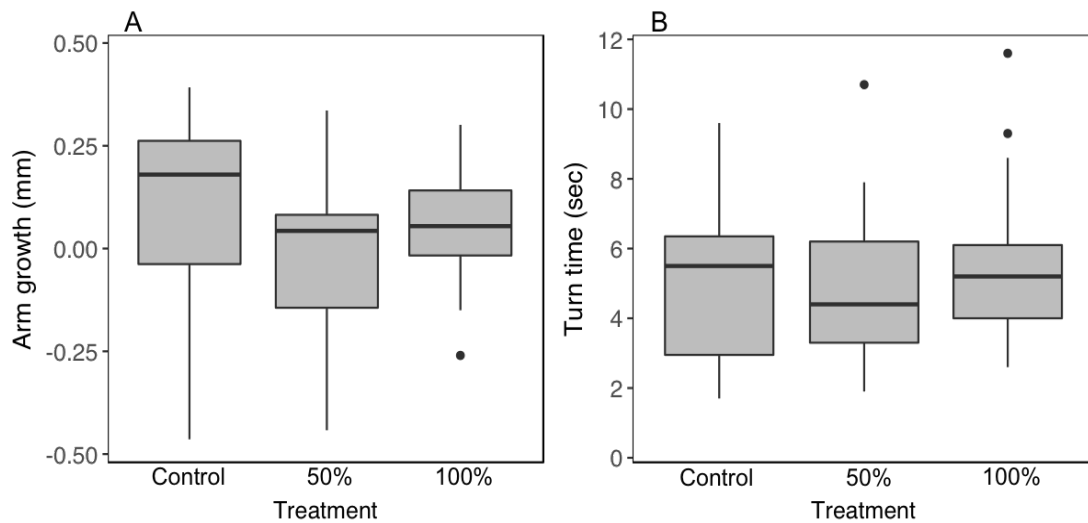 A
Arm growth (mm)
0.50
0.25
0.00
-0.25
-0.50
Control 50% 100%
Treatment
B
Turn time (sec)
12
10
8
6
4
2
0
Control 50% 100%
Treatment